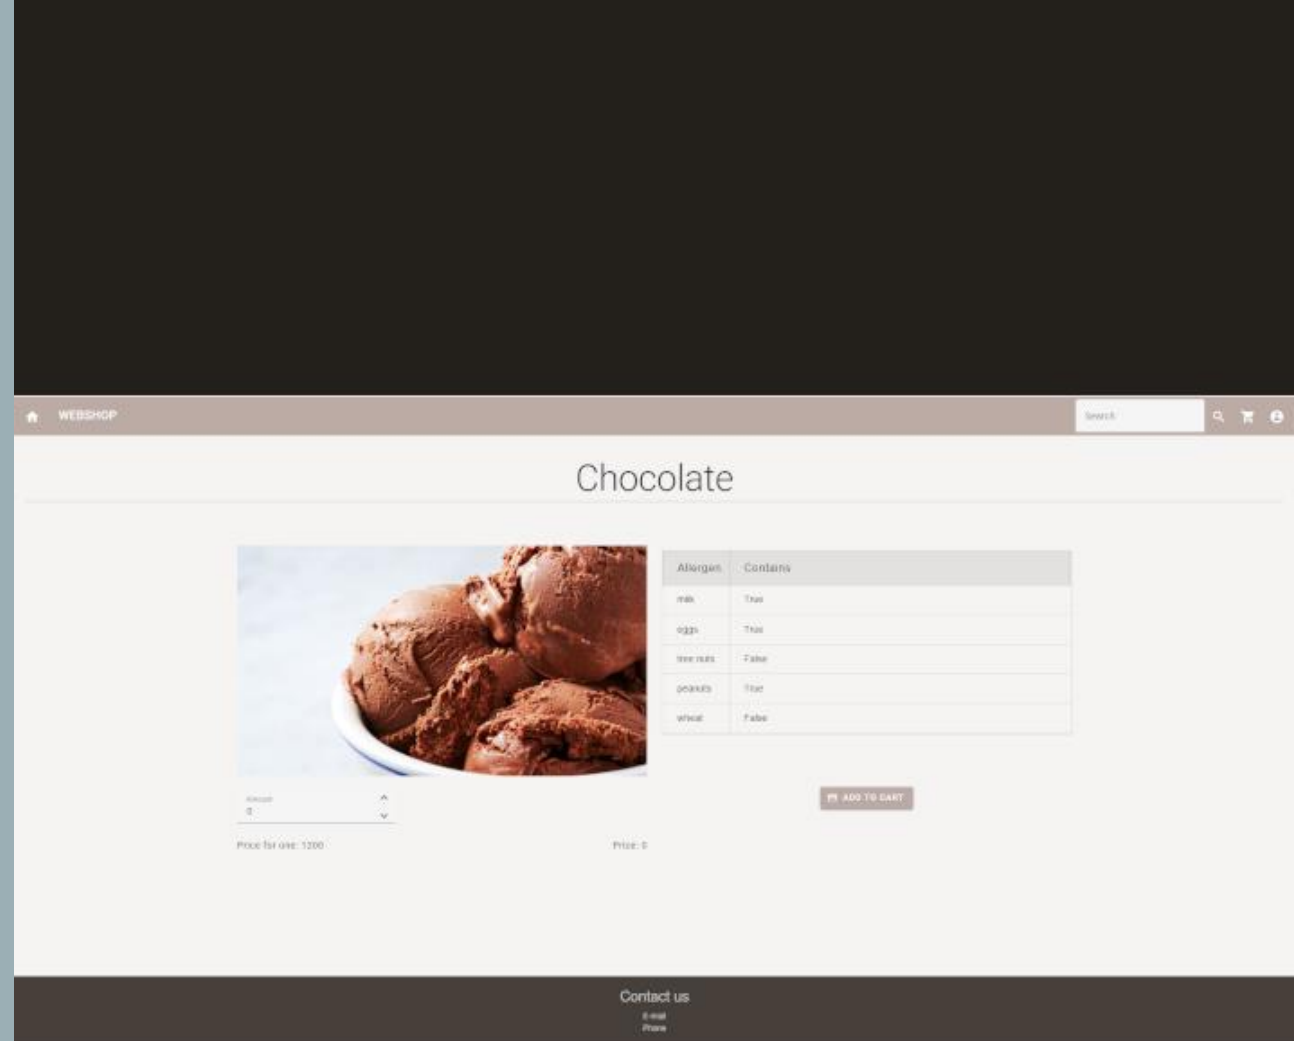 WEBSHOP
Search
Chocolate
Allergen Contains
milk True
eggs True
tree nuts False
peanuts True
wheat False
Amount
0
ADD TO CART
Price for one: 1200 Price: 0
Contact us
E-mail
Phone